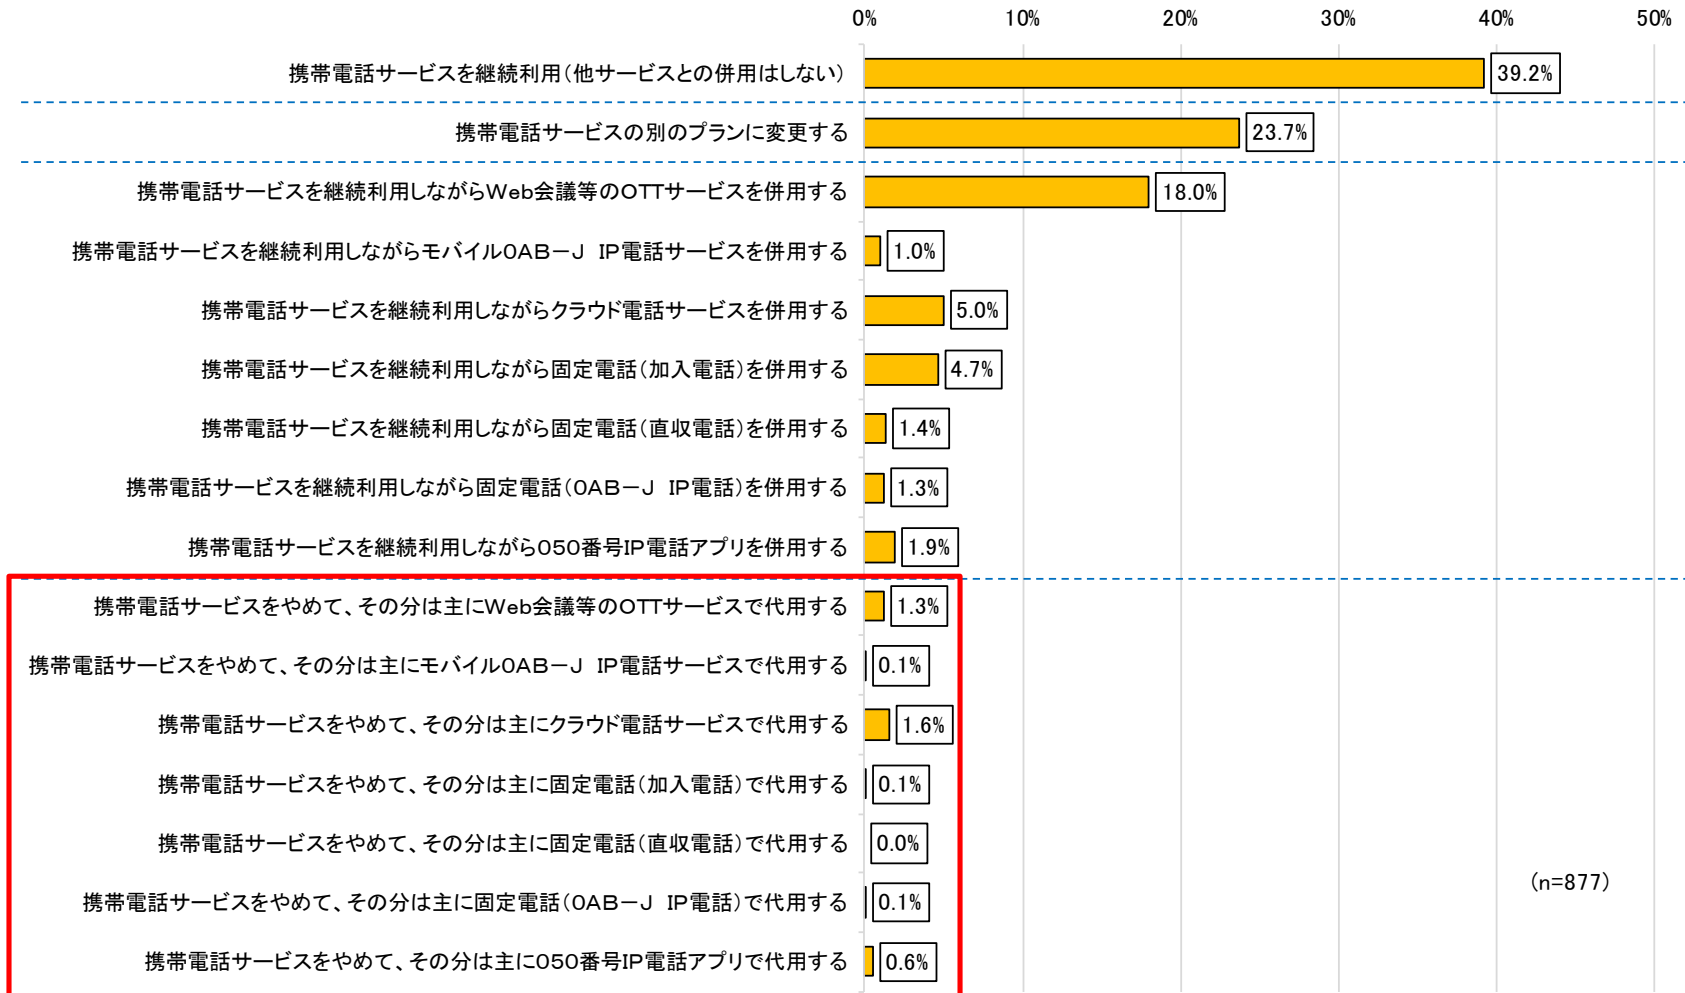 0% 10% 20% 30% 40% 50%
携帯電話サービスを継続利用(他サービスとの併用はしない) 39.2%
携帯電話サービスの別のプランに変更する 23.7%
携帯電話サービスを継続利用しながらWeb会議等のOTTサービスを併用する 18.0%
携帯電話サービスを継続利用しながらモバイル0AB-J IP電話サービスを併用する 1.0%
携帯電話サービスを継続利用しながらクラウド電話サービスを併用する 5.0%
携帯電話サービスを継続利用しながら固定電話(加入電話)を併用する 4.7%
携帯電話サービスを継続利用しながら固定電話(直収電話)を併用する 1.4%
携帯電話サービスを継続利用しながら固定電話(0AB-J IP電話)を併用する 1.3%
携帯電話サービスを継続利用しながら050番号IP電話アプリを併用する 1.9%
携帯電話サービスをやめて、その分は主にWeb会議等のOTTサービスで代用する 1.3%
携帯電話サービスをやめて、その分は主にモバイル0AB-J IP電話サービスで代用する 0.1%
携帯電話サービスをやめて、その分は主にクラウド電話サービスで代用する 1.6%
携帯電話サービスをやめて、その分は主に固定電話(加入電話)で代用する 0.1%
携帯電話サービスをやめて、その分は主に固定電話(直収電話)で代用する 0.0%
(n=877)
携帯電話サービスをやめて、その分は主に固定電話(0AB-J IP電話)で代用する 0.1%
携帯電話サービスをやめて、その分は主に050番号IP電話アプリで代用する 0.6%